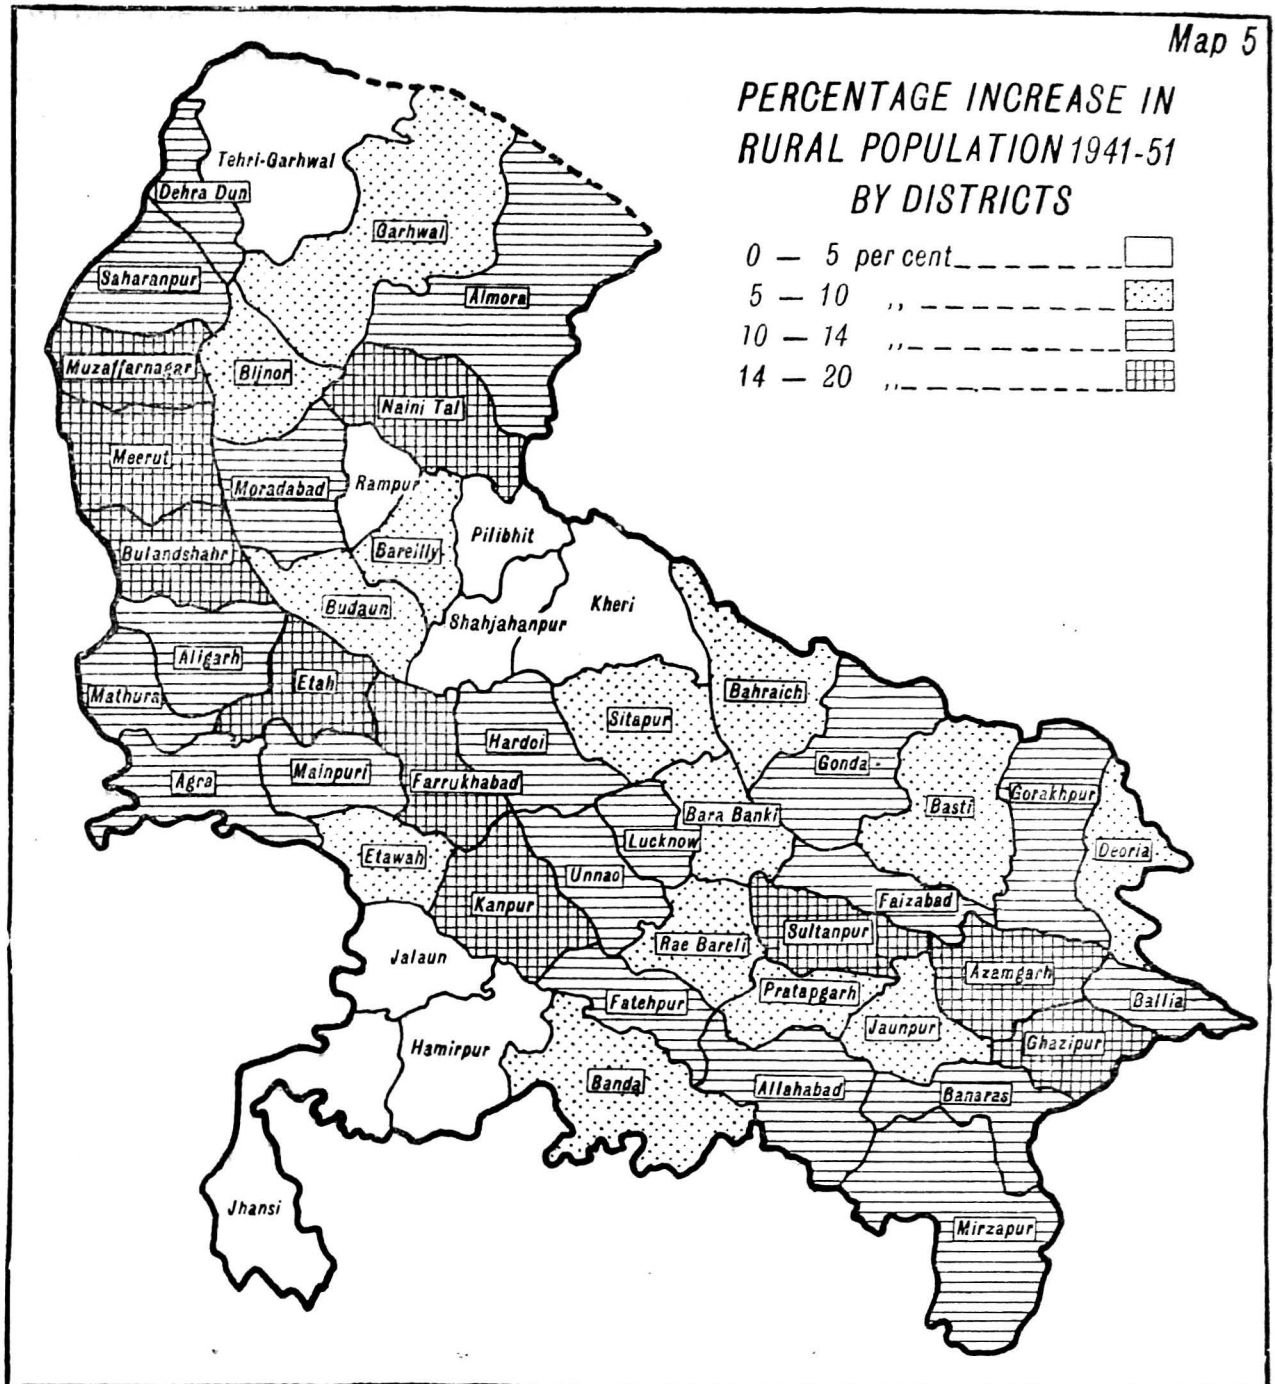 Map 5
PERCENTAGE INCREASE IN
RURAL POPULATION 1941-51
BY DISTRICTS
0 — 5 per cent
5 — 10 ,,
10 — 14 ,,
14 — 20 ,,
Tehri-Garhwal
Dehra Dun
Garhwal
Saharanpur
Almora
Muzaffarnagar
Bijnor
Naini Tal
Meerut
Moradabad
Rampur
Pilibhit
Bulandshahr
Bareilly
Budaun
Kheri
Shahjahanpur
Aligarh
Etah
Mathura
Bahraich
Sitapur
Hardoi
Gonda
Mainpuri
Agra
Farrukhabad
Gorakhpur
Basti
Bara Banki
Lucknow
Deoria
Etawah
Unnao
Faizabad
Kanpur
Sultanpur
Rae Bareli
Jalaun
Azamgarh
Pratapgarh
Fatehpur
Ballia
Jaunpur
Ghazipur
Hamirpur
Banda
Allahabad
Banaras
Jhansi
Mirzapur